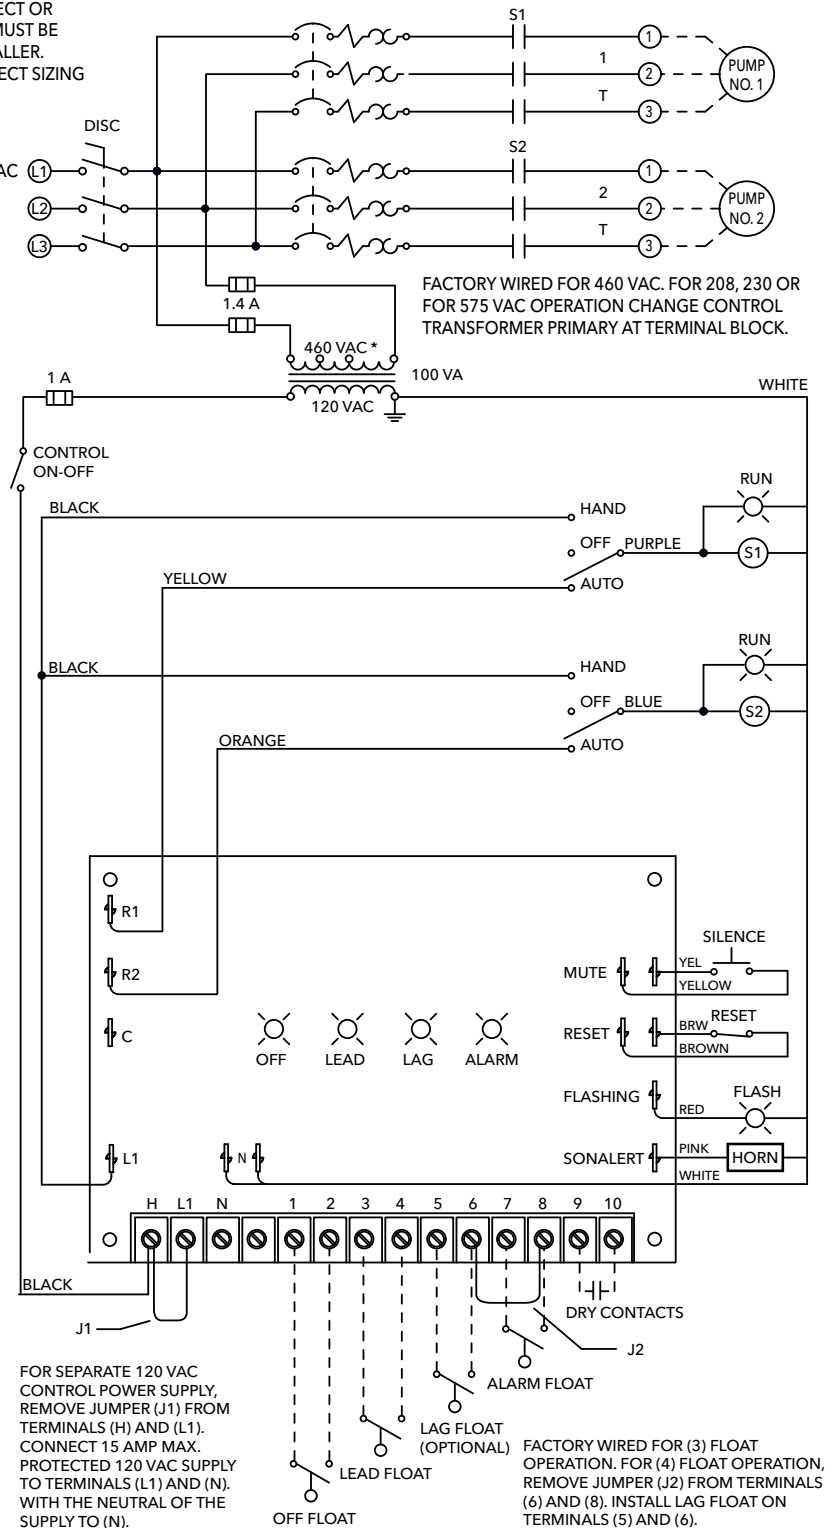 ECT OR
MUST BE
ALLER.
ECT SIZING
S1
1
1
2
T
3
PUMP
NO. 1
DISC
AC L1
L2
L3
S2
1
2
2
T
3
PUMP
NO. 2
1.4 A
FACTORY WIRED FOR 460 VAC. FOR 208, 230 OR
FOR 575 VAC OPERATION CHANGE CONTROL
TRANSFORMER PRIMARY AT TERMINAL BLOCK.
460 VAC *
100 VA
120 VAC
1 A
WHITE
CONTROL
ON-OFF
BLACK
HAND
RUN
OFF PURPLE
S1
YELLOW
AUTO
BLACK
HAND
RUN
OFF BLUE
S2
ORANGE
AUTO
R1
R2
C
L1
N
OFF LEAD LAG ALARM
MUTE
YEL
SILENCE
YELLOW
RESET
BRW
RESET
BROWN
FLASHING
RED
FLASH
SONALERT
PINK
HORN
WHITE
H L1 N 1 2 3 4 5 6 7 8 9 10
BLACK
J1
DRY CONTACTS
J2
ALARM FLOAT
LAG FLOAT
(OPTIONAL)
LEAD FLOAT
OFF FLOAT
FOR SEPARATE 120 VAC
CONTROL POWER SUPPLY,
REMOVE JUMPER (J1) FROM
TERMINALS (H) AND (L1).
CONNECT 15 AMP MAX.
PROTECTED 120 VAC SUPPLY
TO TERMINALS (L1) AND (N).
WITH THE NEUTRAL OF THE
SUPPLY TO (N).
FACTORY WIRED FOR (3) FLOAT
OPERATION. FOR (4) FLOAT OPERATION,
REMOVE JUMPER (J2) FROM TERMINALS
(6) AND (8). INSTALL LAG FLOAT ON
TERMINALS (5) AND (6).